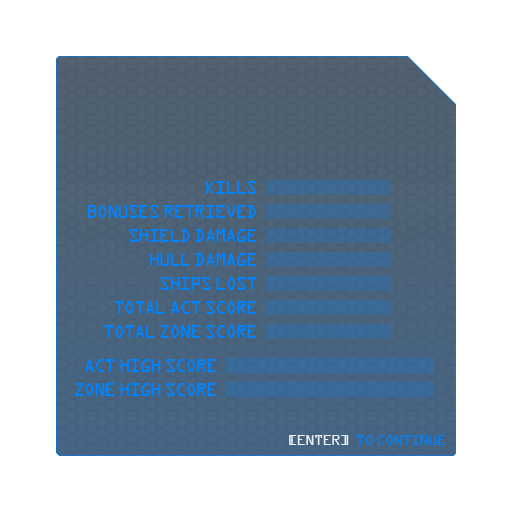 KILLS
BONUSES RETRIEVED
SHIELD DAMAGE
HULL DAMAGE
SHIPS LOST
TOTAL ACT SCORE
TOTAL ZONE SCORE
ACT HIGH SCORE
ZONE HIGH SCORE
[ENTER] TO CONTINUE